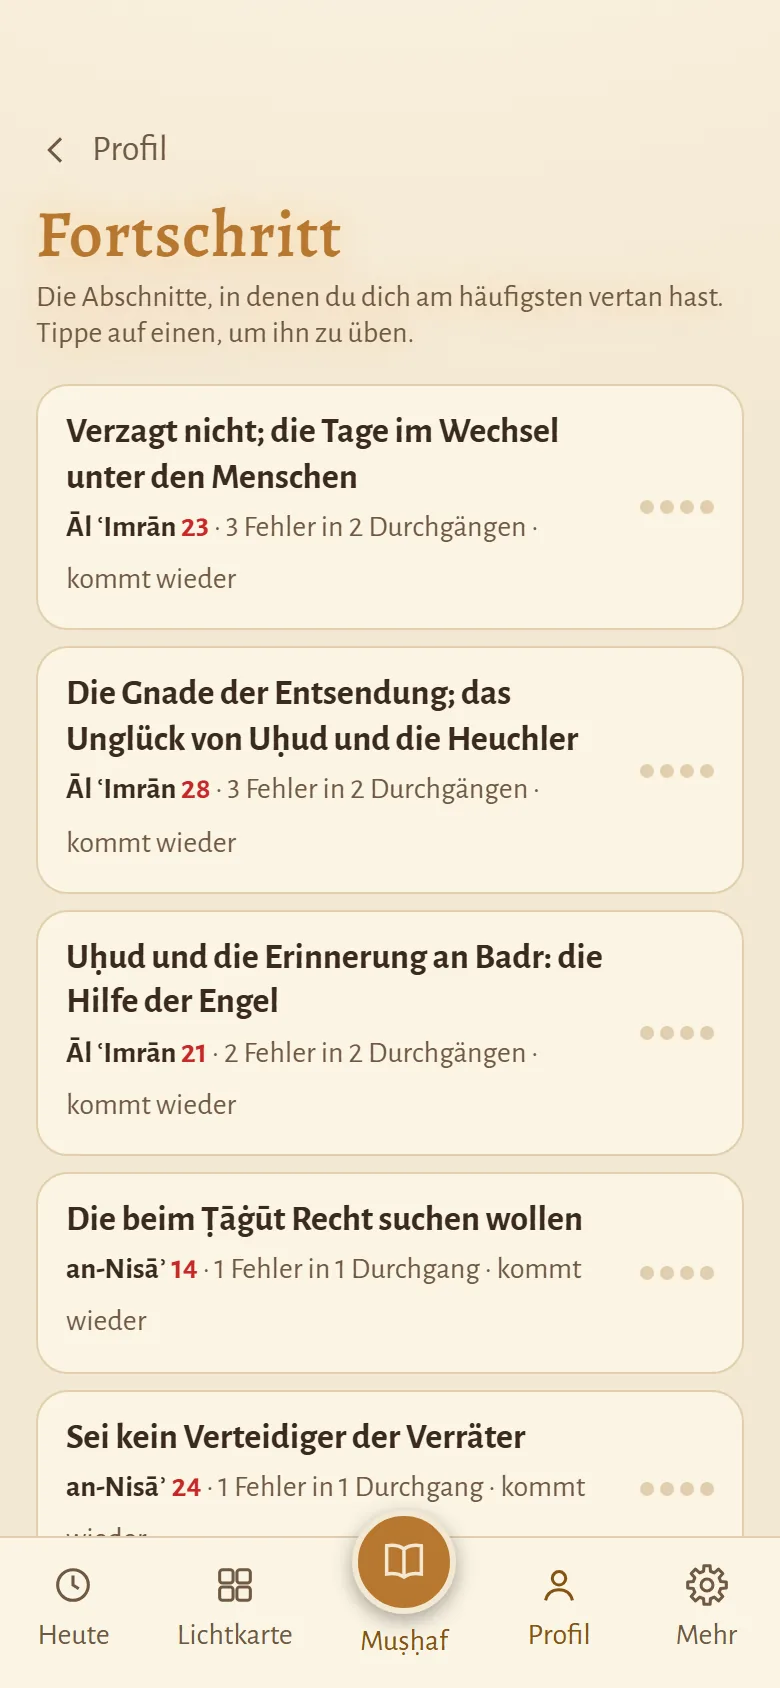 Profil
Fortschritt
Die Abschnitte, in denen du dich am häufigsten vertan hast.
Tippe auf einen, um ihn zu üben.
Verzagt nicht; die Tage im Wechsel
unter den Menschen
Āl ʿImrān 23 · 3 Fehler in 2 Durchgängen ·
kommt wieder
Die Gnade der Entsendung; das
Unglück von Uḥud und die Heuchler
Āl ʿImrān 28 · 3 Fehler in 2 Durchgängen ·
kommt wieder
Uḥud und die Erinnerung an Badr: die
Hilfe der Engel
Āl ʿImrān 21 · 2 Fehler in 2 Durchgängen ·
kommt wieder
Die beim Ṭāġūt Recht suchen wollen
an-Nisāʾ 14 · 1 Fehler in 1 Durchgang · kommt
wieder
Sei kein Verteidiger der Verräter
an-Nisāʾ 24 · 1 Fehler in 1 Durchgang · kommt
wieder
Heute
Lichtkarte
Muṣḥaf
Profil
Mehr